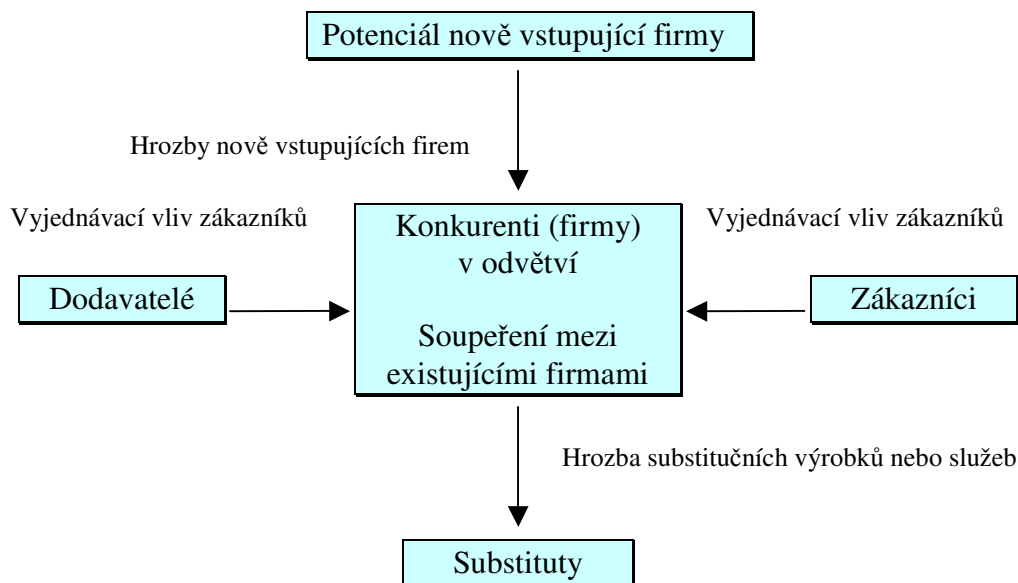 Potenciál nově vstupující firmy
Hrozby nově vstupujících firem
Vyjednávací vliv zákazníků
Vyjednávací vliv zákazníků
Konkurenti (firmy)
v odvětví
Soupeření mezi
existujícími firmami
Dodavatelé
Zákazníci
Hrozba substitučních výrobků nebo služeb
Substituty